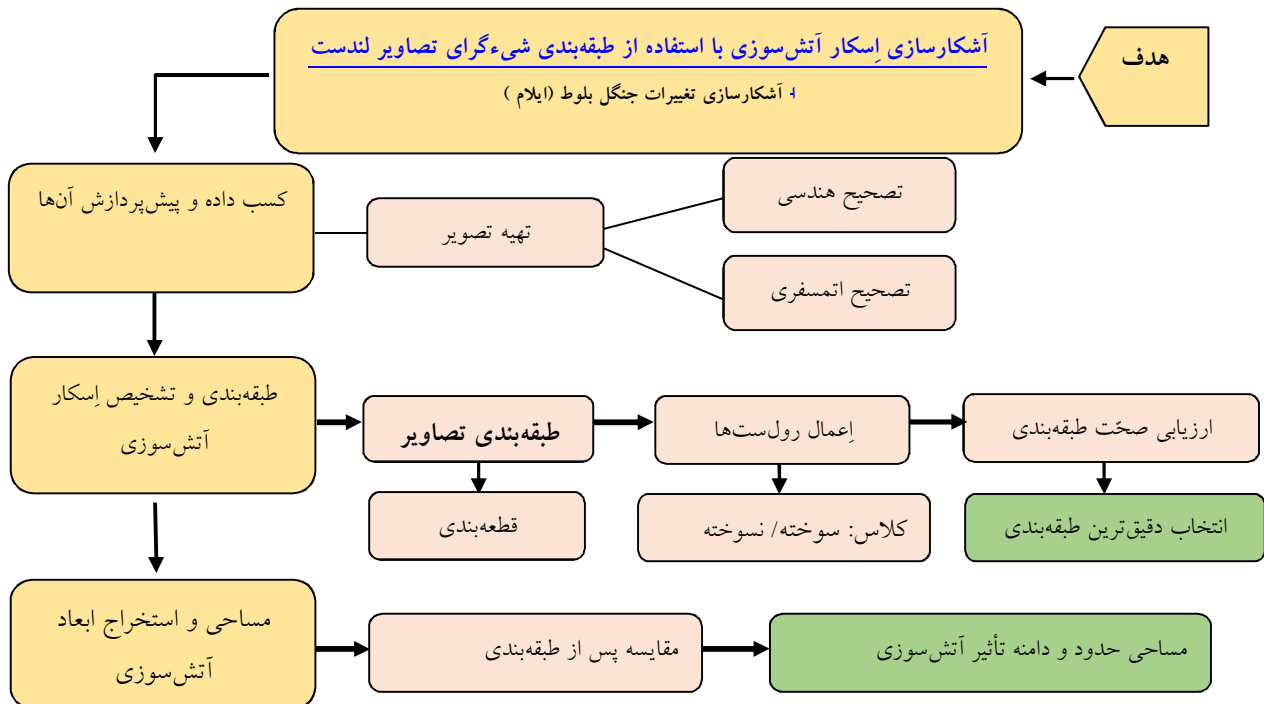 هدف
آشکارسازی اِسکار آتش‌سوزی با استفاده از طبقه‌بندی شیءگرای تصاویر لندست
آشکارسازی تغییرات جنگل بلوط (ایلام )
کسب داده و پیش‌پردازش آن‌ها
تهیه تصویر
تصحیح هندسی
تصحیح اتمسفری
طبقه‌بندی و تشخیص اِسکار
آتش‌سوزی
طبقه‌بندی تصاویر
اِعمال رول‌ست‌ها
ارزیابی صحّت طبقه‌بندی
قطعه‌بندی
کلاس: سوخته/ نسوخته
انتخاب دقیق‌ترین طبقه‌بندی
مساحی و استخراج ابعاد
آتش‌سوزی
مقایسه پس از طبقه‌بندی
مساحی حدود و دامنه تأثیر آتش‌سوزی